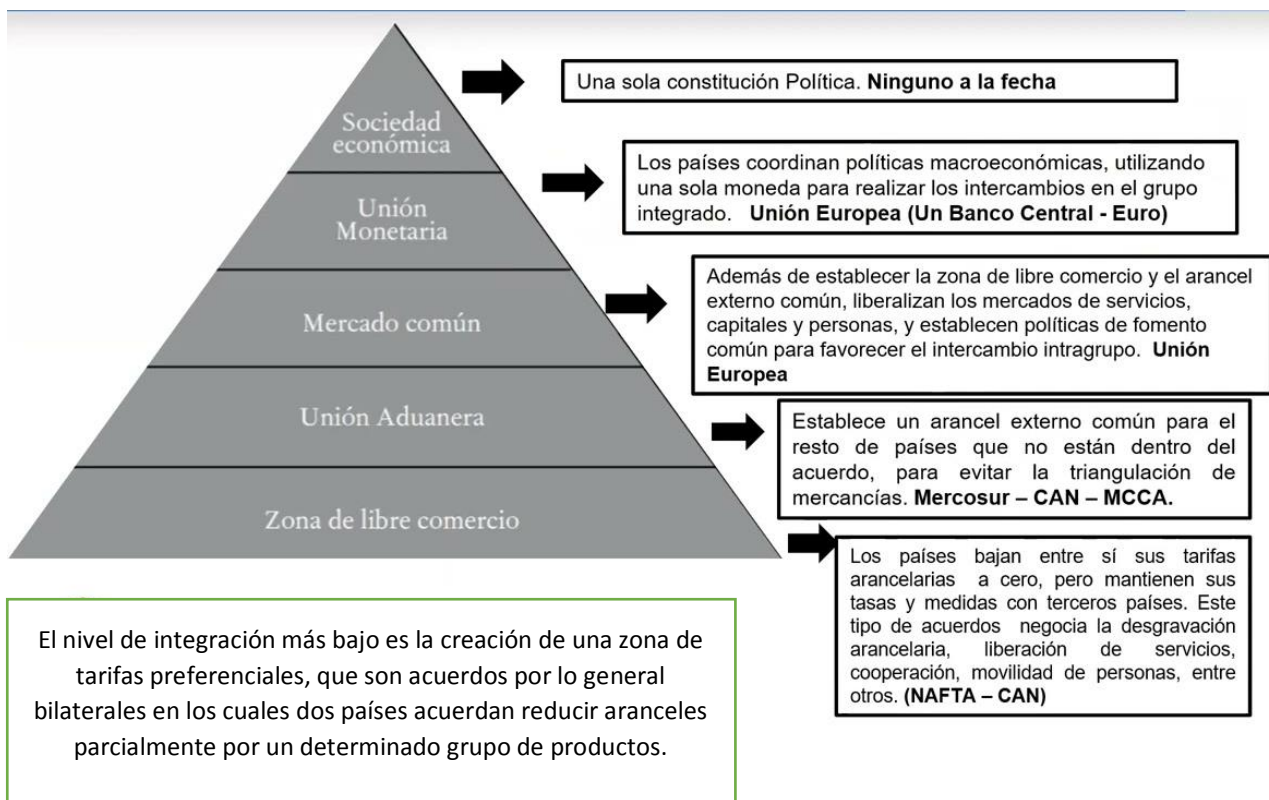 Una sola constitución Política. Ninguno a la fecha
Sociedad
económica
Los países coordinan políticas macroeconómicas, utilizando
una sola moneda para realizar los intercambios en el grupo
integrado. Unión Europea (Un Banco Central - Euro)
Unión
Monetaria
Además de establecer la zona de libre comercio y el arancel
externo común, liberalizan los mercados de servicios,
capitales y personas, y establecen políticas de fomento
común para favorecer el intercambio intragrupo. Unión
Europea
Mercado común
Establece un arancel externo común para el
resto de países que no están dentro del
acuerdo, para evitar la triangulación de
mercancías. Mercosur – CAN – MCCA.
Unión Aduanera
Zona de libre comercio
Los países bajan entre sí sus tarifas
arancelarias a cero, pero mantienen sus
tasas y medidas con terceros países. Este
tipo de acuerdos negocia la desgravación
arancelaria, liberación de servicios,
cooperación, movilidad de personas, entre
otros. (NAFTA – CAN)
El nivel de integración más bajo es la creación de una zona de
tarifas preferenciales, que son acuerdos por lo general
bilaterales en los cuales dos países acuerdan reducir aranceles
parcialmente por un determinado grupo de productos.